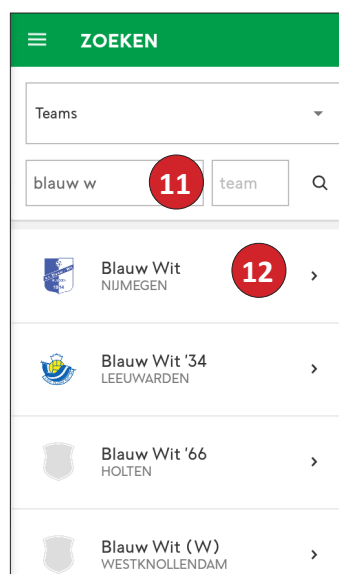 ZOEKEN
Teams
blauw w 11 team
Blauw Wit 12
NIJMEGEN
Blauw Wit '34
LEEUWARDEN
Blauw Wit '66
HOLTEN
Blauw Wit (W)
WESTKNOLLENDAM